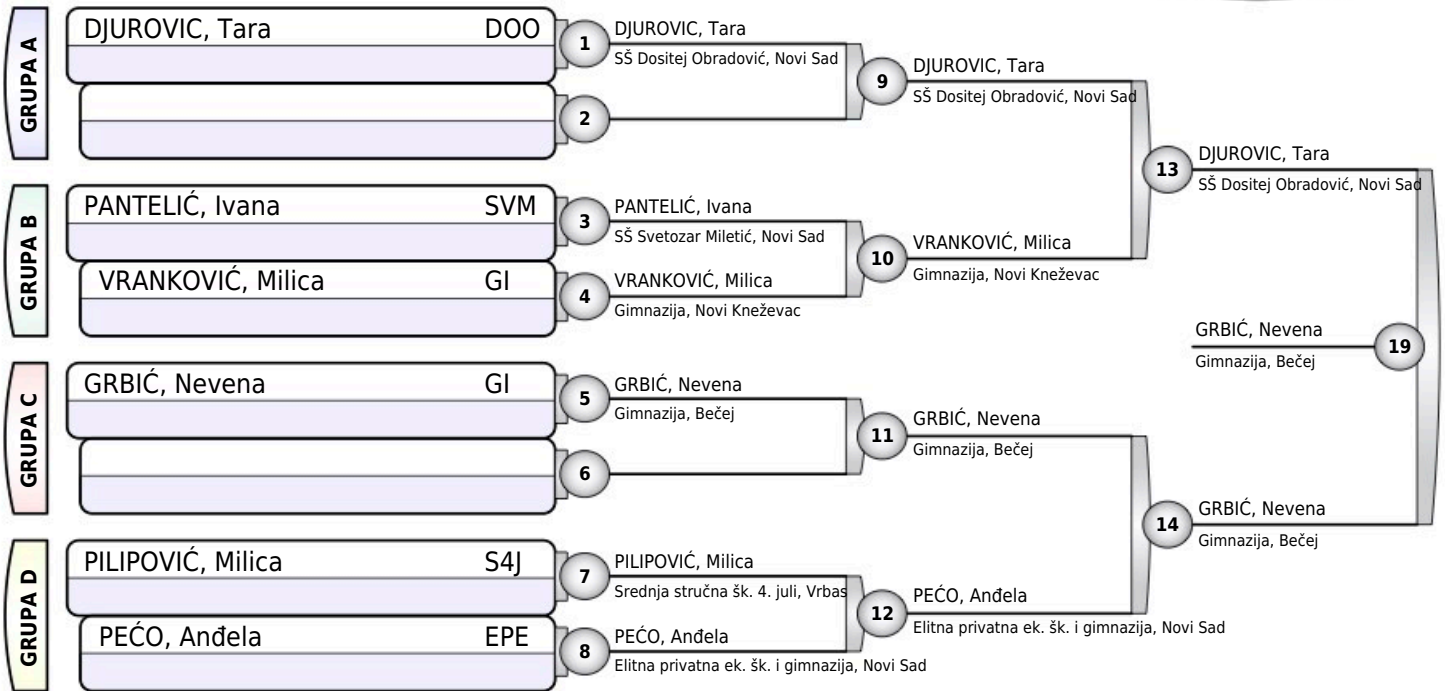 GRUPA A
DJUROVIC, Tara DOO
1
DJUROVIC, Tara
SŠ Dositej Obradović, Novi Sad
2
9
DJUROVIC, Tara
SŠ Dositej Obradović, Novi Sad
GRUPA B
PANTELIĆ, Ivana SVM
3
PANTELIĆ, Ivana
SŠ Svetozar Miletić, Novi Sad
VRANKOVIĆ, Milica GI
4
VRANKOVIĆ, Milica
Gimnazija, Novi Kneževac
10
VRANKOVIĆ, Milica
Gimnazija, Novi Kneževac
13
DJUROVIC, Tara
SŠ Dositej Obradović, Novi Sad
GRUPA C
GRBIĆ, Nevena GI
5
GRBIĆ, Nevena
Gimnazija, Bečej
6
11
GRBIĆ, Nevena
Gimnazija, Bečej
GRUPA D
PILIPOVIĆ, Milica S4J
7
PILIPOVIĆ, Milica
Srednja stručna šk. 4. juli, Vrbas
PEĆO, Anđela EPE
8
PEĆO, Anđela
Elitna privatna ek. šk. i gimnazija, Novi Sad
12
PEĆO, Anđela
Elitna privatna ek. šk. i gimnazija, Novi Sad
14
GRBIĆ, Nevena
Gimnazija, Bečej
GRBIĆ, Nevena
Gimnazija, Bečej
19